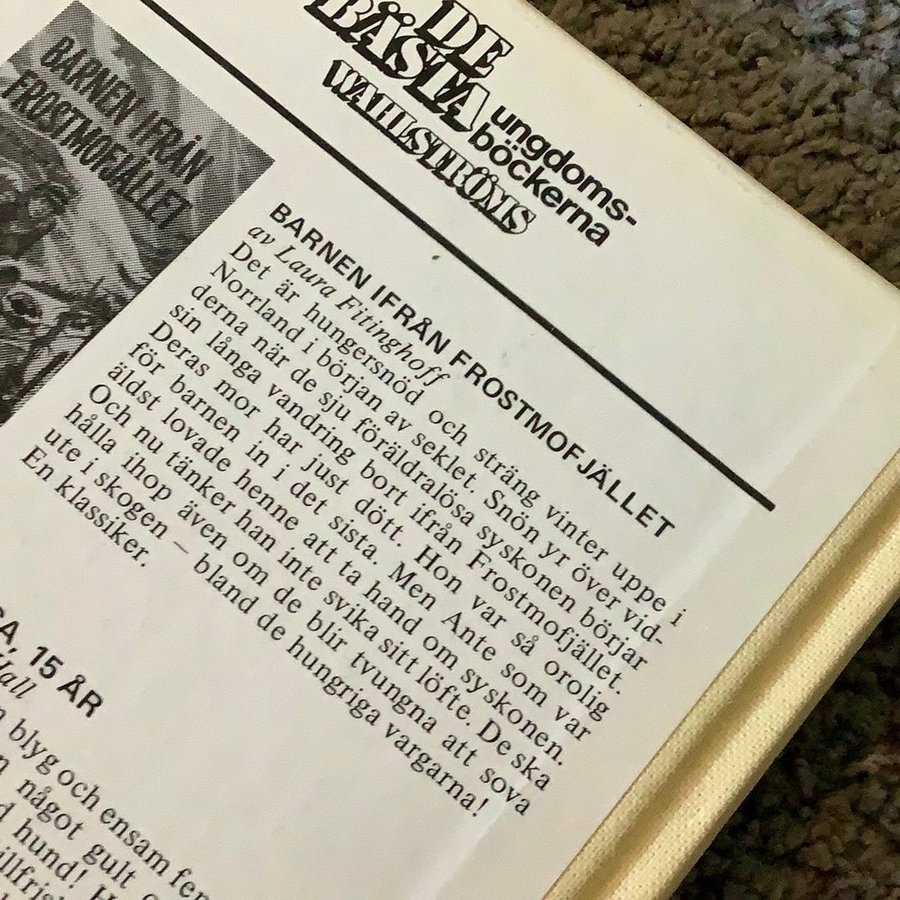 DE
BÄSTA
ungdoms-
böckerna
WAHLSTRÖMS
BARNEN IFRÅN
FROSTMOFJÄLLET
BARNEN IFRÅN FROSTMOFJÄLLET
av Laura Fitinghoff
Det är hungersnöd och sträng vinter uppe i
Norrland i början av seklet. Snön yr över vid-
derna när de sju föräldralösa syskonen börjar
sin långa vandring bort ifrån Frostmofjället.
Deras mor har just dött. Hon var så orolig
för barnen in i det sista. Men Ante som var
äldst lovade henne att ta hand om syskonen.
Och nu tänker han inte svika sitt löfte. De ska
hålla ihop även om de blir tvungna att sova
ute i skogen – bland de hungriga vargarna!
En klassiker.
15 ÅR
blyg och ensam
något gult
hund!